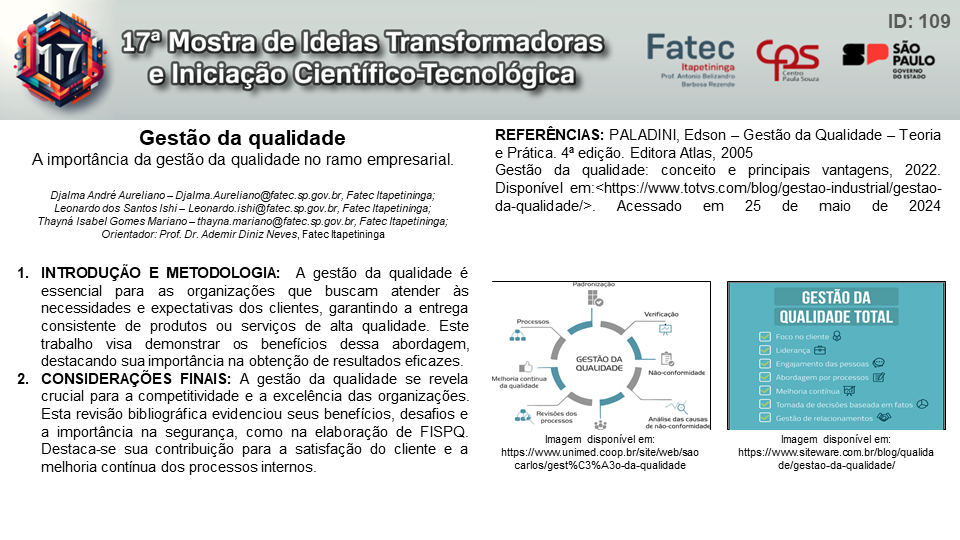 ID: 109
17
17ª Mostra de Ideias Transformadoras
e Iniciação Científico-Tecnológica
Fatec
Itapetininga
Prof. Antonio Belizandro
Barbosa Rezende
CPS
Centro
Paula Souza
SÃO PAULO
GOVERNO
DO ESTADO
Gestão da qualidade
A importância da gestão da qualidade no ramo empresarial.
Djalma André Aureliano – Djalma.Aureliano@fatec.sp.gov.br, Fatec Itapetininga;
Leonardo dos Santos Ishi – Leonardo.ishi@fatec.sp.gov.br, Fatec Itapetininga;
Thayná Isabel Gomes Mariano – thayna.mariano@fatec.sp.gov.br, Fatec Itapetininga;
Orientador: Prof. Dr. Ademir Diniz Neves, Fatec Itapetininga
1. INTRODUÇÃO E METODOLOGIA: A gestão da qualidade é
essencial para as organizações que buscam atender às
necessidades e expectativas dos clientes, garantindo a entrega
consistente de produtos ou serviços de alta qualidade. Este
trabalho visa demonstrar os benefícios dessa abordagem,
destacando sua importância na obtenção de resultados eficazes.
2. CONSIDERAÇÕES FINAIS: A gestão da qualidade se revela
crucial para a competitividade e a excelência das organizações.
Esta revisão bibliográfica evidenciou seus benefícios, desafios e
a importância na segurança, como na elaboração de FISPQ.
Destaca-se sua contribuição para a satisfação do cliente e a
melhoria contínua dos processos internos.
REFERÊNCIAS: PALADINI, Edson – Gestão da Qualidade – Teoria
e Prática. 4ª edição. Editora Atlas, 2005
Gestão da qualidade: conceito e principais vantagens, 2022.
Disponível em:<https://www.totvs.com/blog/gestao-industrial/gestao-
da-qualidade/>. Acessado em 25 de maio de 2024
Padronização
Verificação
Processos
GESTÃO DA
QUALIDADE
Não-conformidade
Melhoria contínua
da qualidade
Revisões dos
processos
Análise das causas
de não-conformidade
Imagem disponível em:
https://www.unimed.coop.br/site/web/sao
carlos/gest%C3%A3o-da-qualidade
GESTÃO DA
QUALIDADE TOTAL
Foco no cliente
Liderança
Engajamento das pessoas
Abordagem por processos
Melhoria contínua
Tomada de decisões baseada em fatos
Gestão de relacionamentos
Imagem disponível em:
https://www.siteware.com.br/blog/qualida
de/gestao-da-qualidade/